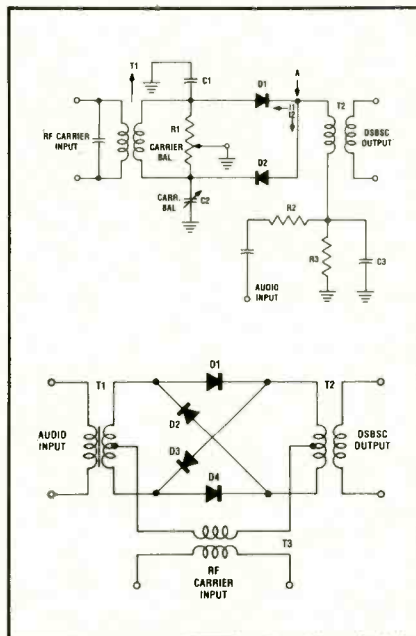 T1
C1
D1
A
T2
I1
I2
RF CARRIER
INPUT
R1
CARRIER
BAL
DSBSC
OUTPUT
D2
CARR.
BAL
C2
R2
R3
C3
AUDIO
INPUT
D1
T1
T2
D2
AUDIO
INPUT
DSBSC
OUTPUT
D3
D4
T3
RF
CARRIER
INPUT